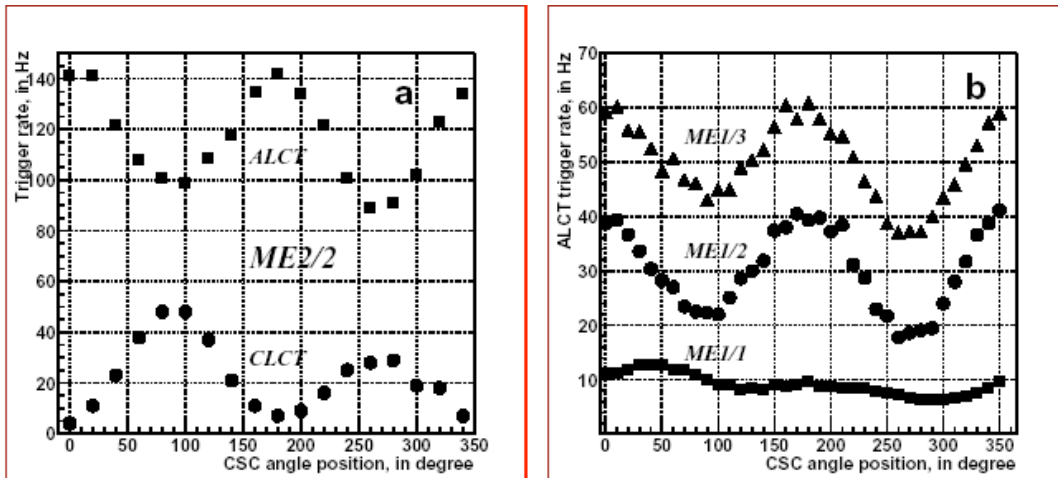 Trigger rate, in Hz
140
120
100
80
60
40
20
0
a
ALCT
ME2/2
CLCT
0 50 100 150 200 250 300 350
CSC angle position, in degree
ALCT trigger rate, in Hz
70
60
50
40
30
20
10
b
ME1/3
ME1/2
ME1/1
0 50 100 150 200 250 300 350
CSC angle position, in degree